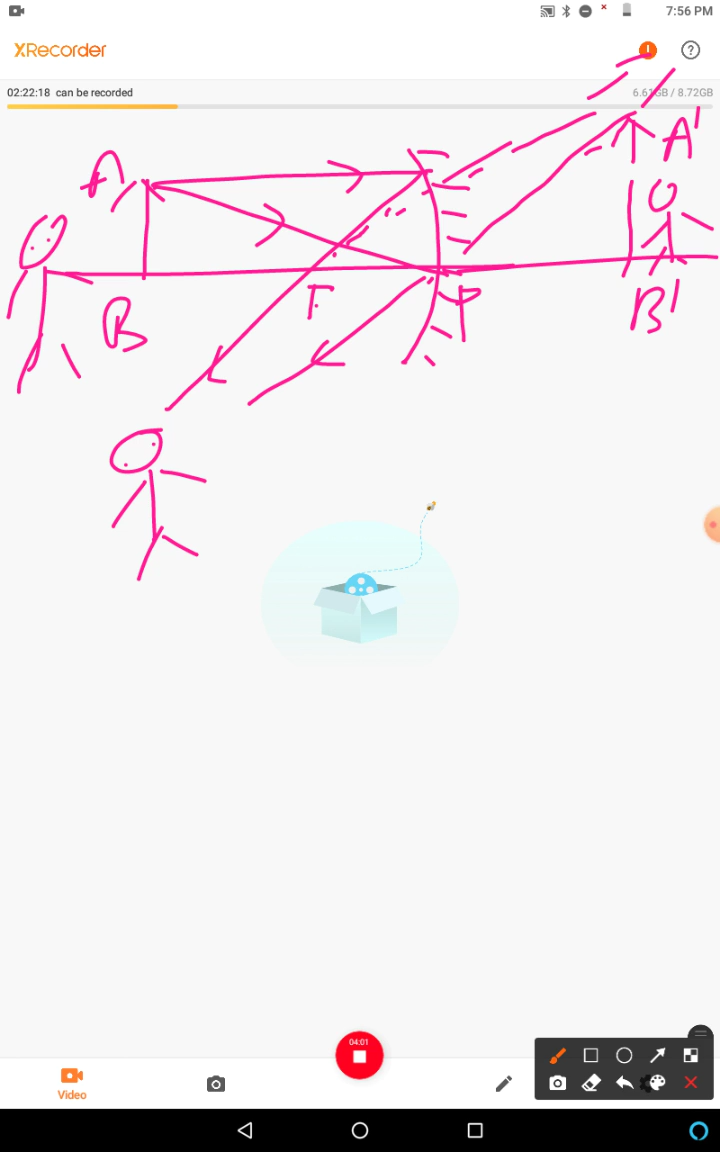 7:56 PM
XRecorder
02:22:18 can be recorded
6.61GB / 8.72GB
A
A'
B
F
P
B'
04:01
Video